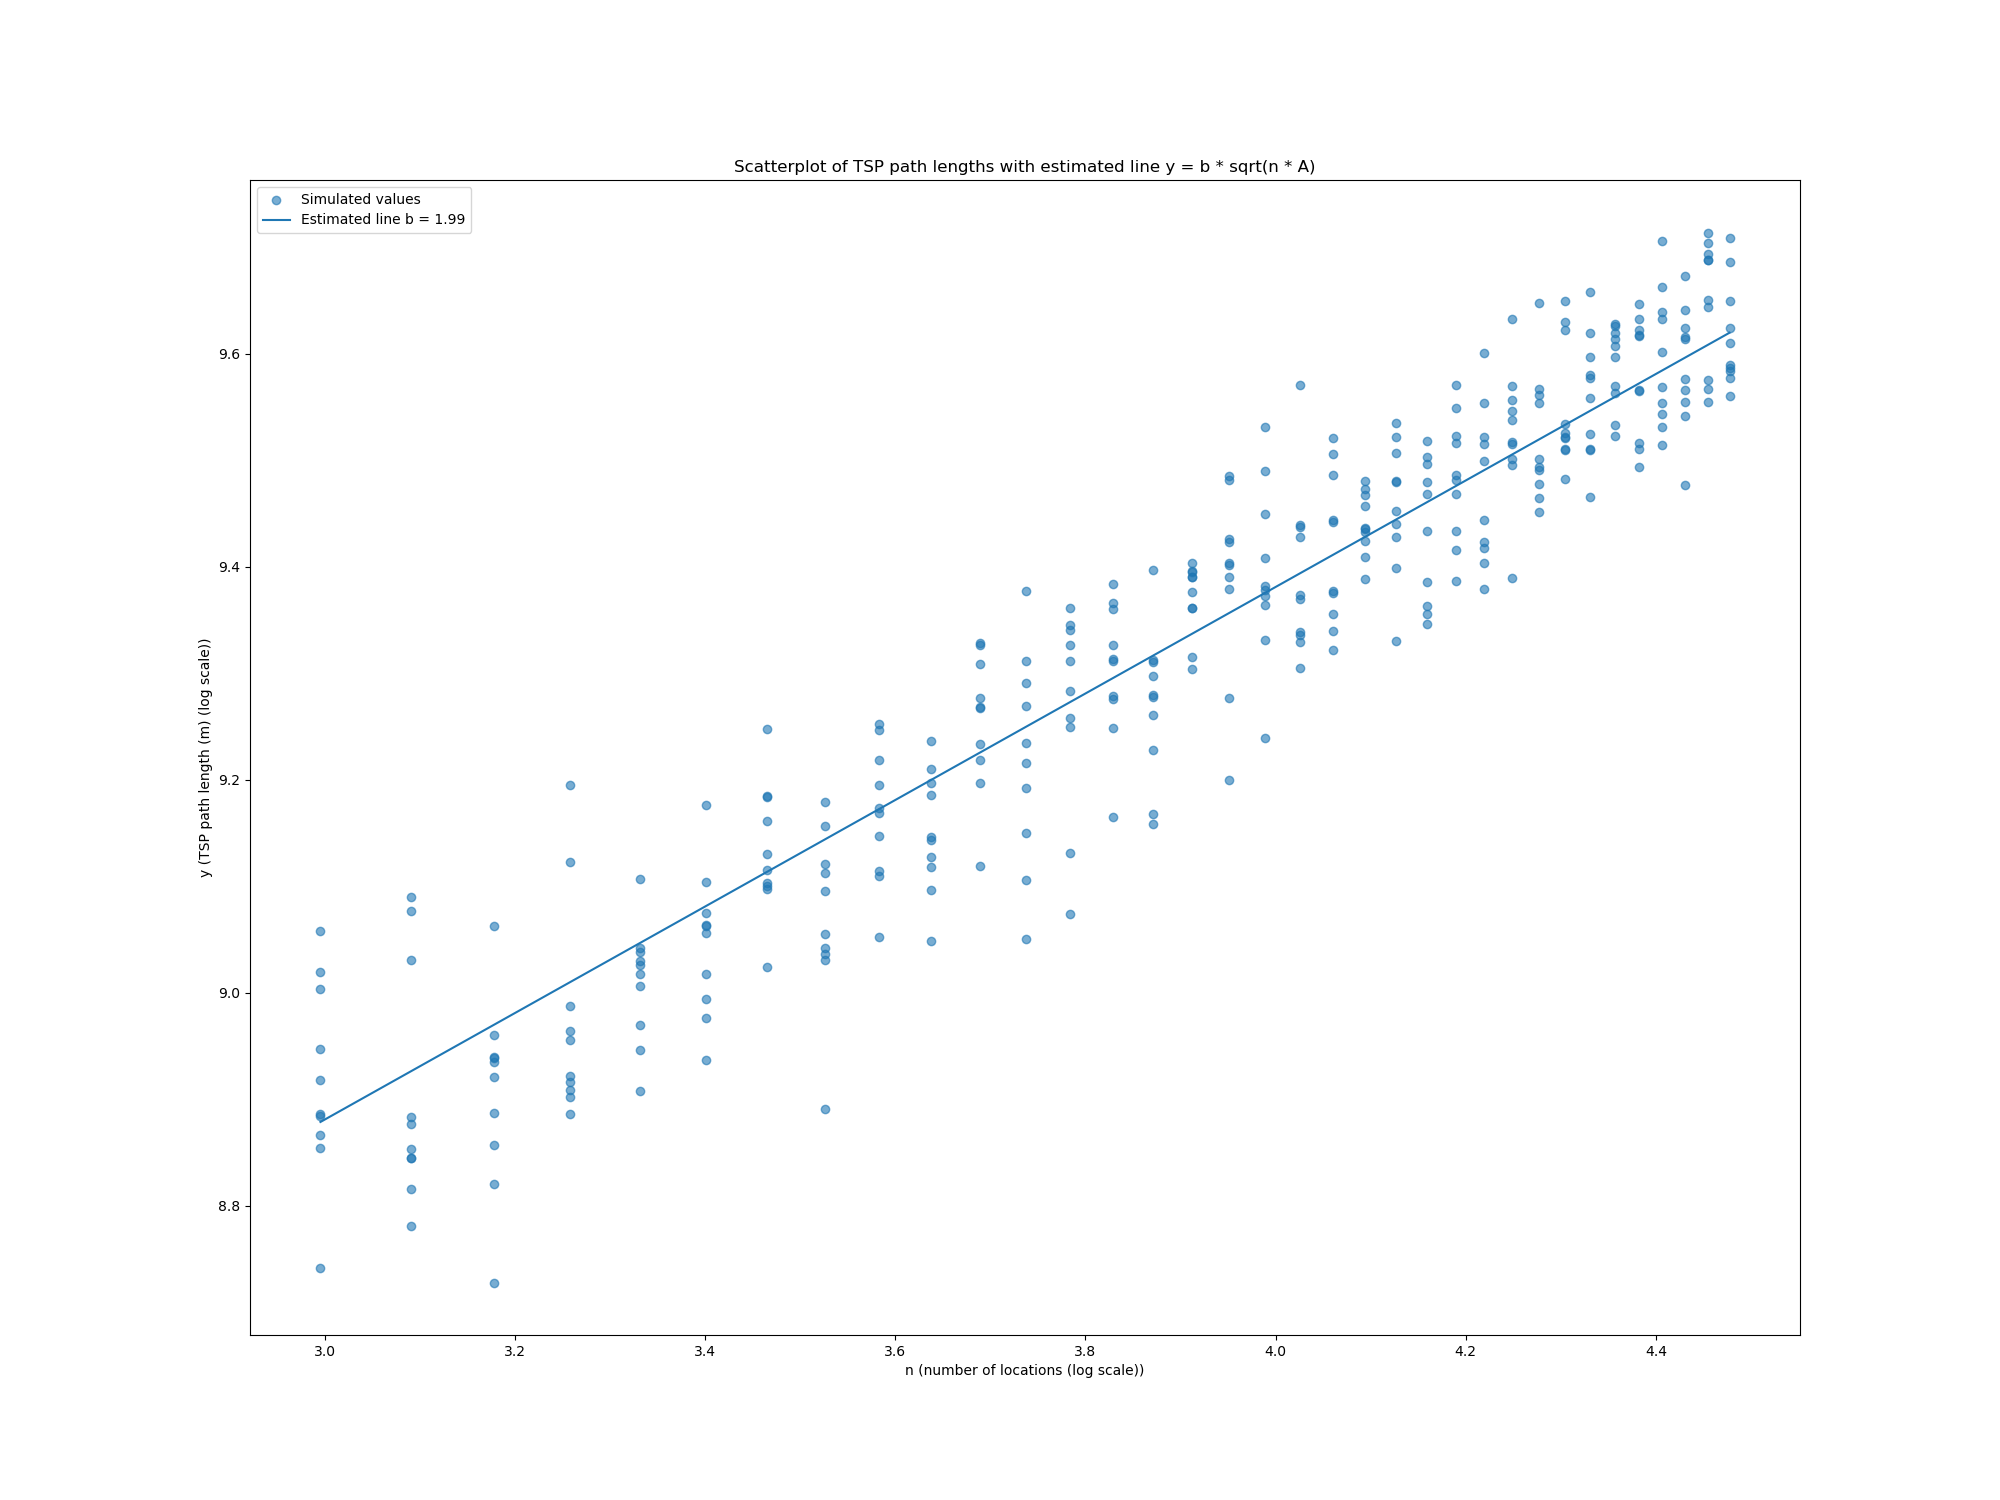 Scatterplot of TSP path lengths with estimated line y = b * sqrt(n * A)
Simulated values
Estimated line b = 1.99
y (TSP path length (m) (log scale))
9.6
9.4
9.2
9.0
8.8
3.0 3.2 3.4 3.6 3.8 4.0 4.2 4.4
n (number of locations (log scale))